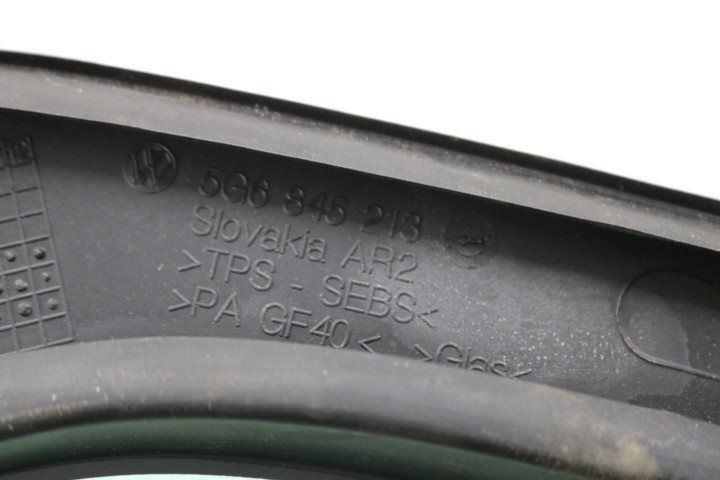 5G6 845 213
Slovakia AR2
>TPS - SEBS<
>PA GF40< >Glas<